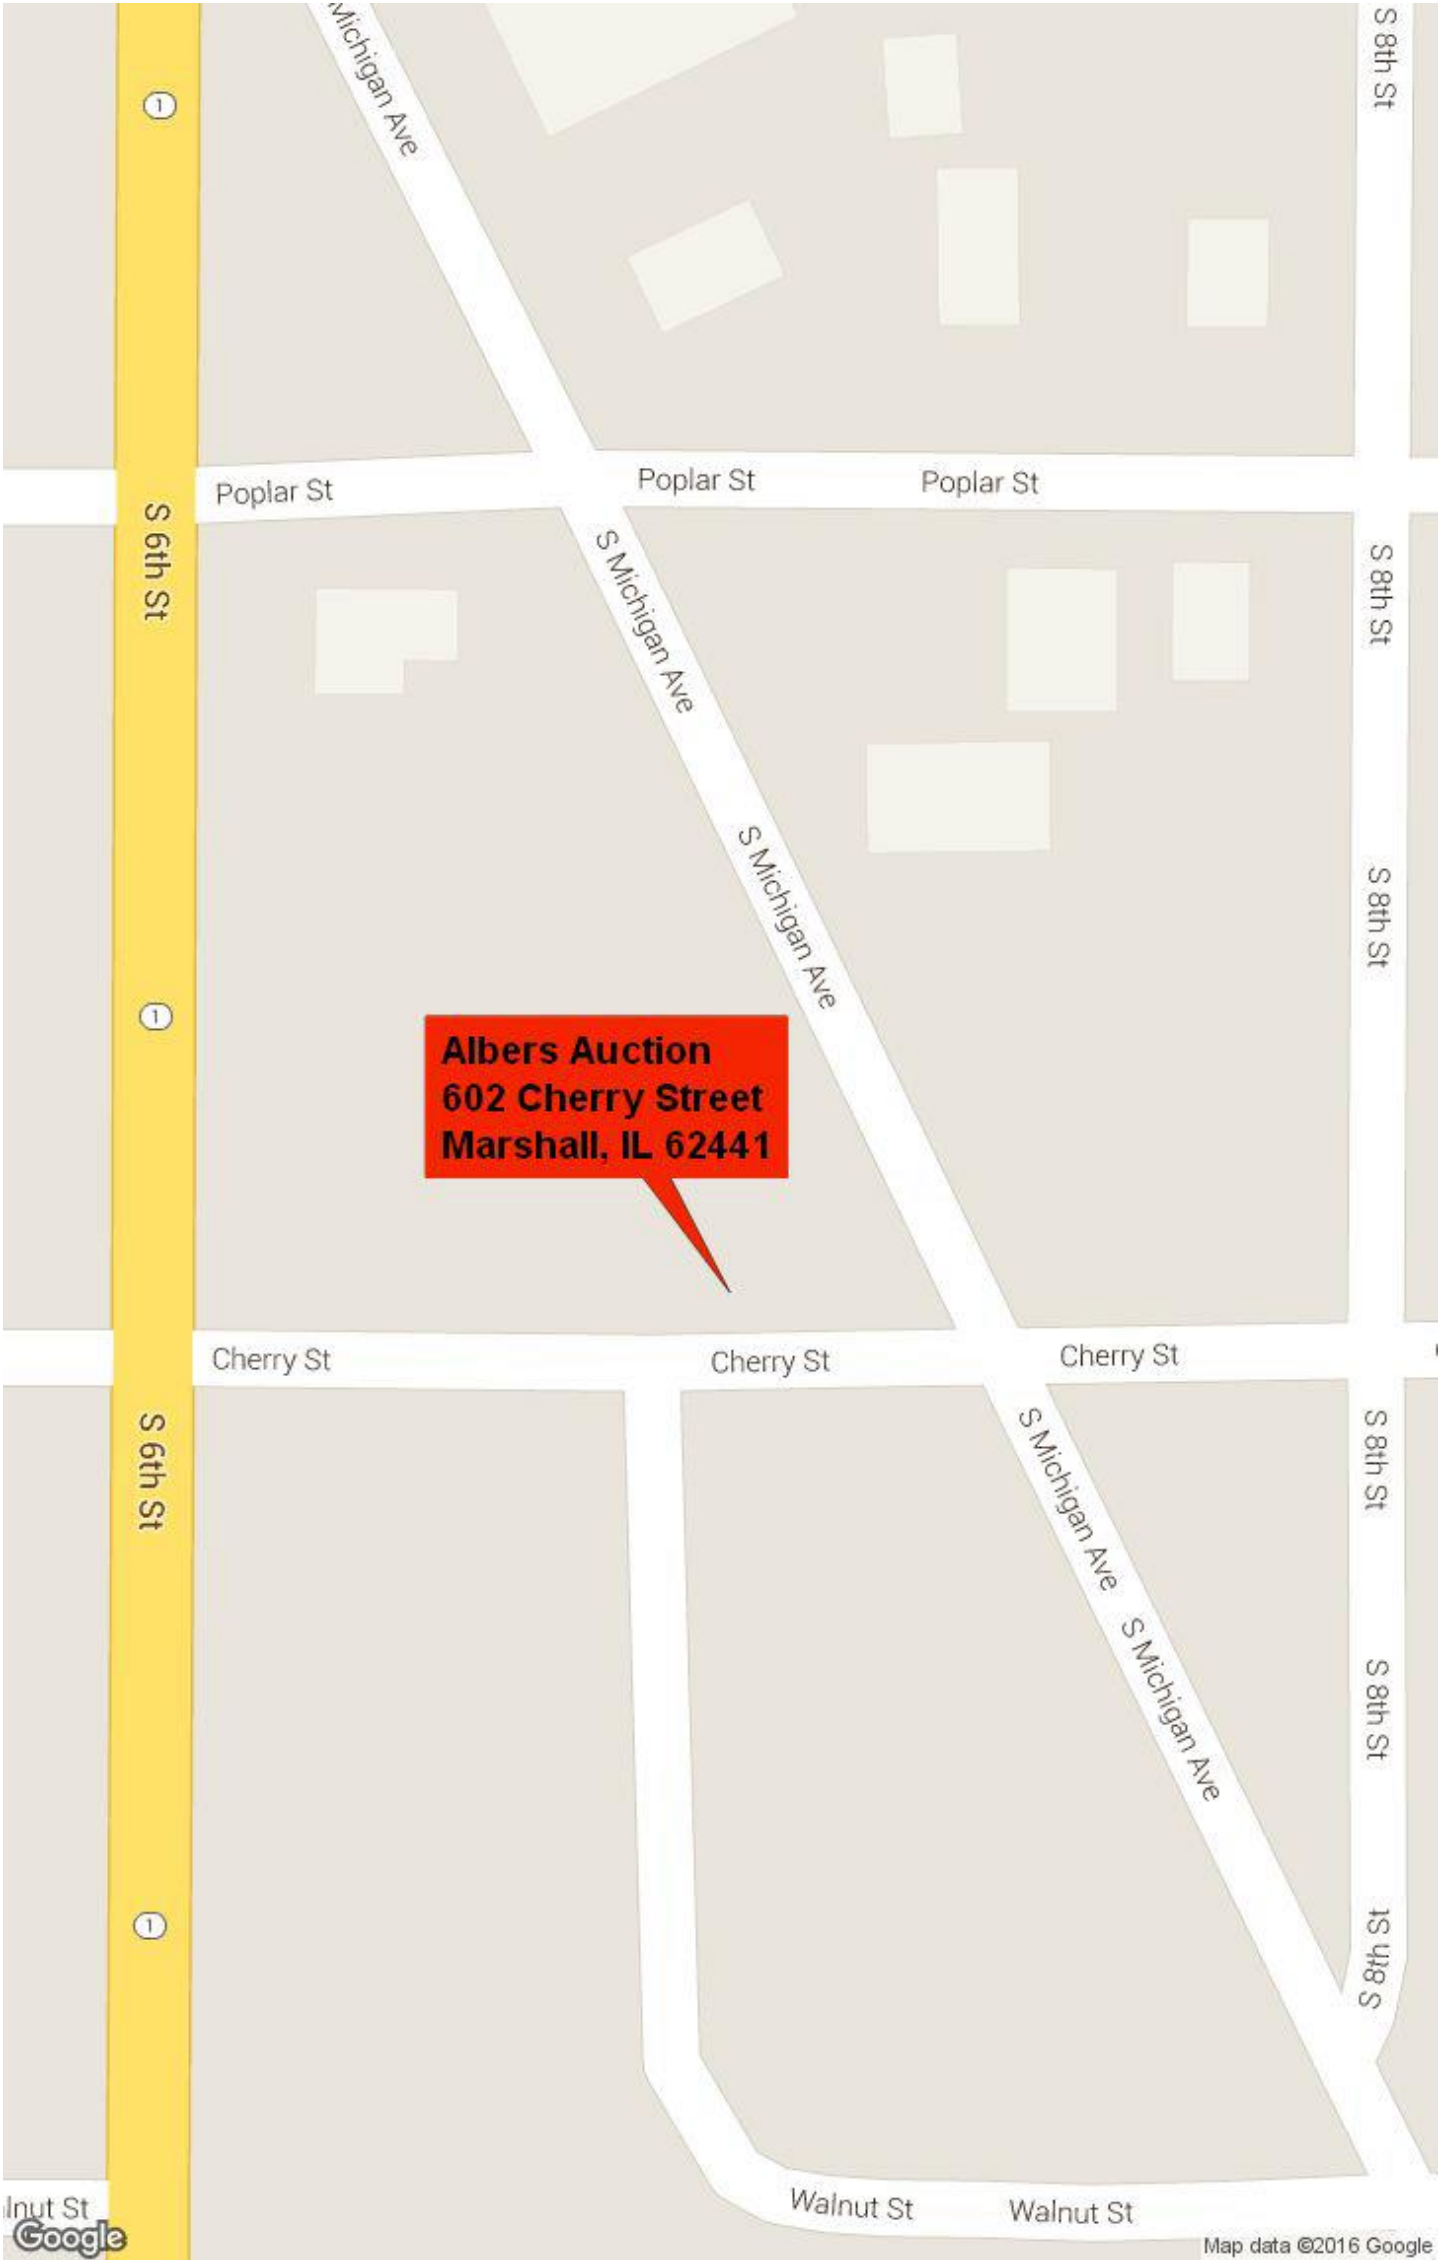 Michigan Ave
S 8th St
1
Poplar St
Poplar St
Poplar St
S 6th St
S Michigan Ave
S 8th St
S Michigan Ave
S 8th St
1
Albers Auction
602 Cherry Street
Marshall, IL 62441
Cherry St
Cherry St
Cherry St
S 6th St
S Michigan Ave
S 8th St
S Michigan Ave
S 8th St
1
S 8th St
Walnut St
Walnut St
lnut St
Google
Map data ©2016 Google